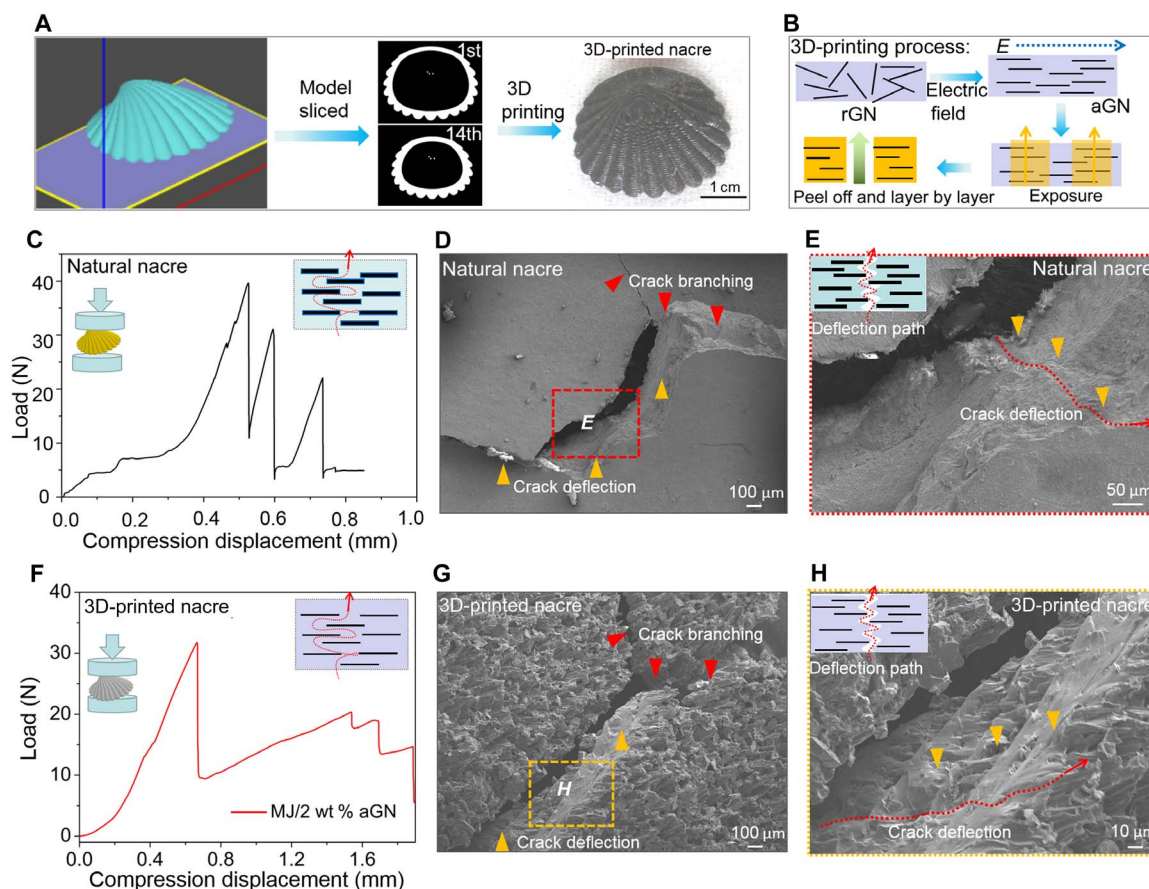 A
Model
sliced
1st
14th
3D
printing
3D-printed nacre
1 cm
B
3D-printing process:
E
rGN
Electric
field
aGN
Peel off and layer by layer
Exposure
C
Natural nacre
Load (N)
40
30
20
10
0
0.0 0.2 0.4 0.6 0.8 1.0
Compression displacement (mm)
D
Natural nacre
Crack branching
E
Crack deflection
100 µm
E
Natural nacre
Deflection path
Crack deflection
50 µm
F
3D-printed nacre
Load (N)
40
30
20
10
0
MJ/2 wt % aGN
0.0 0.4 0.8 1.2 1.6
Compression displacement (mm)
G
3D-printed nacre
Crack branching
H
Crack deflection
100 µm
H
3D-printed nacre
Deflection path
Crack deflection
10 µm